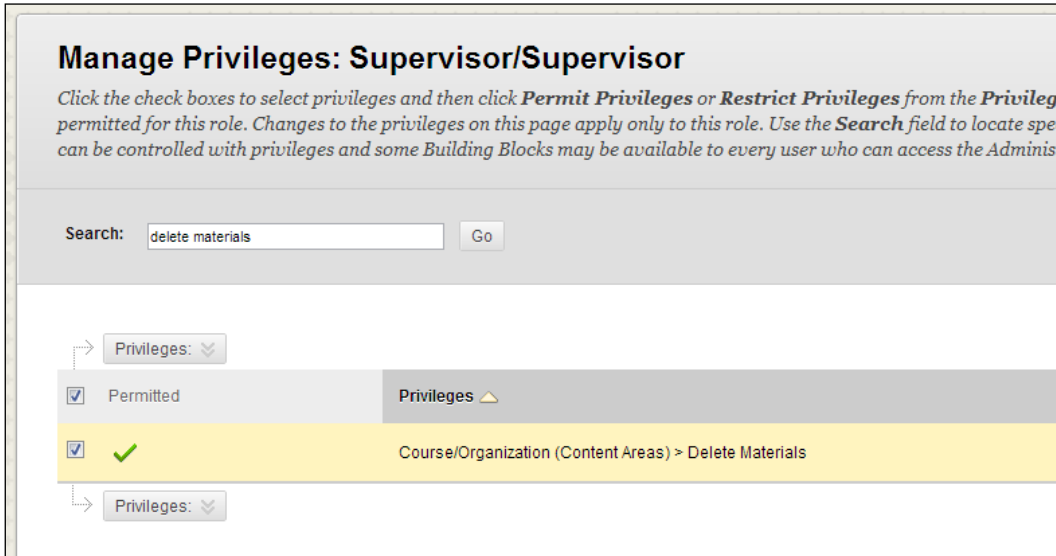 Manage Privileges: Supervisor/Supervisor
Click the check boxes to select privileges and then click Permit Privileges or Restrict Privileges from the
permitted for this role. Changes to the privileges on this page apply only to this role. Use the Search field to locate
can be controlled with privileges and some Building Blocks may be available to every user who can access the
Search: delete materials Go
Privileges:
Permitted Privileges
Course/Organization (Content Areas) > Delete Materials
Privileges: